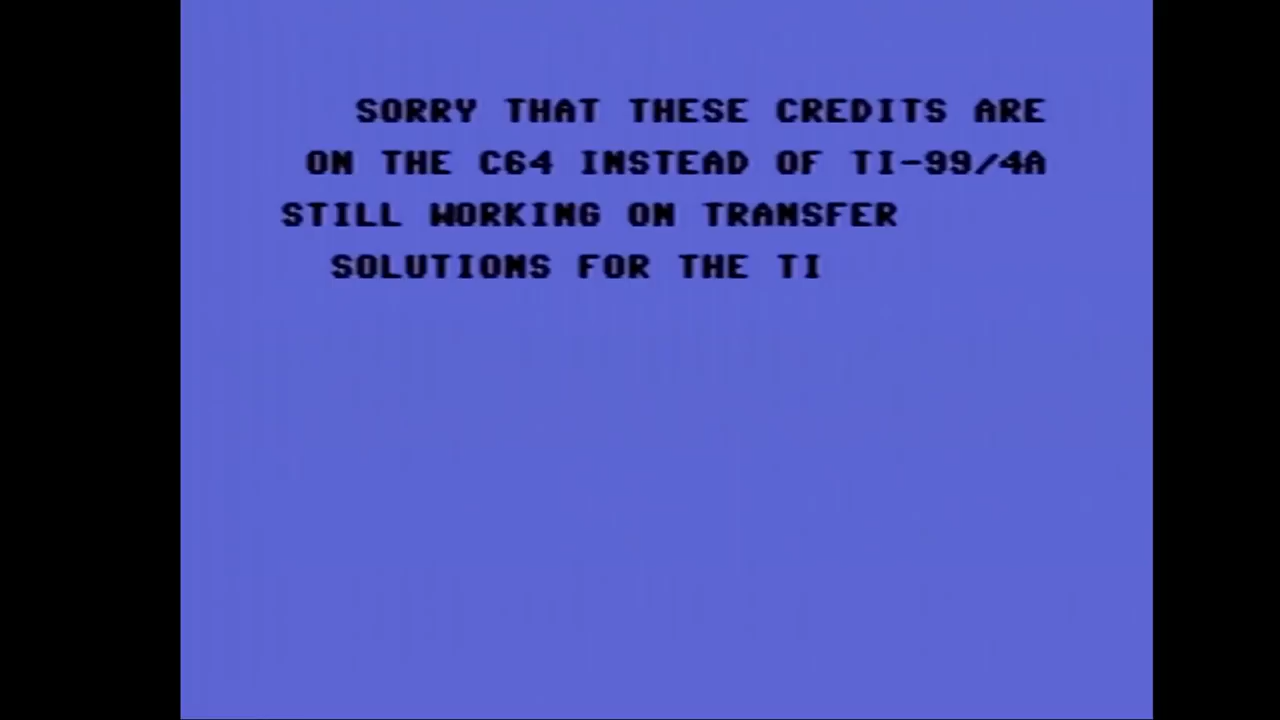 SORRY THAT THESE CREDITS ARE
ON THE C64 INSTEAD OF TI-99/4A
STILL WORKING ON TRANSFER
SOLUTIONS FOR THE TI